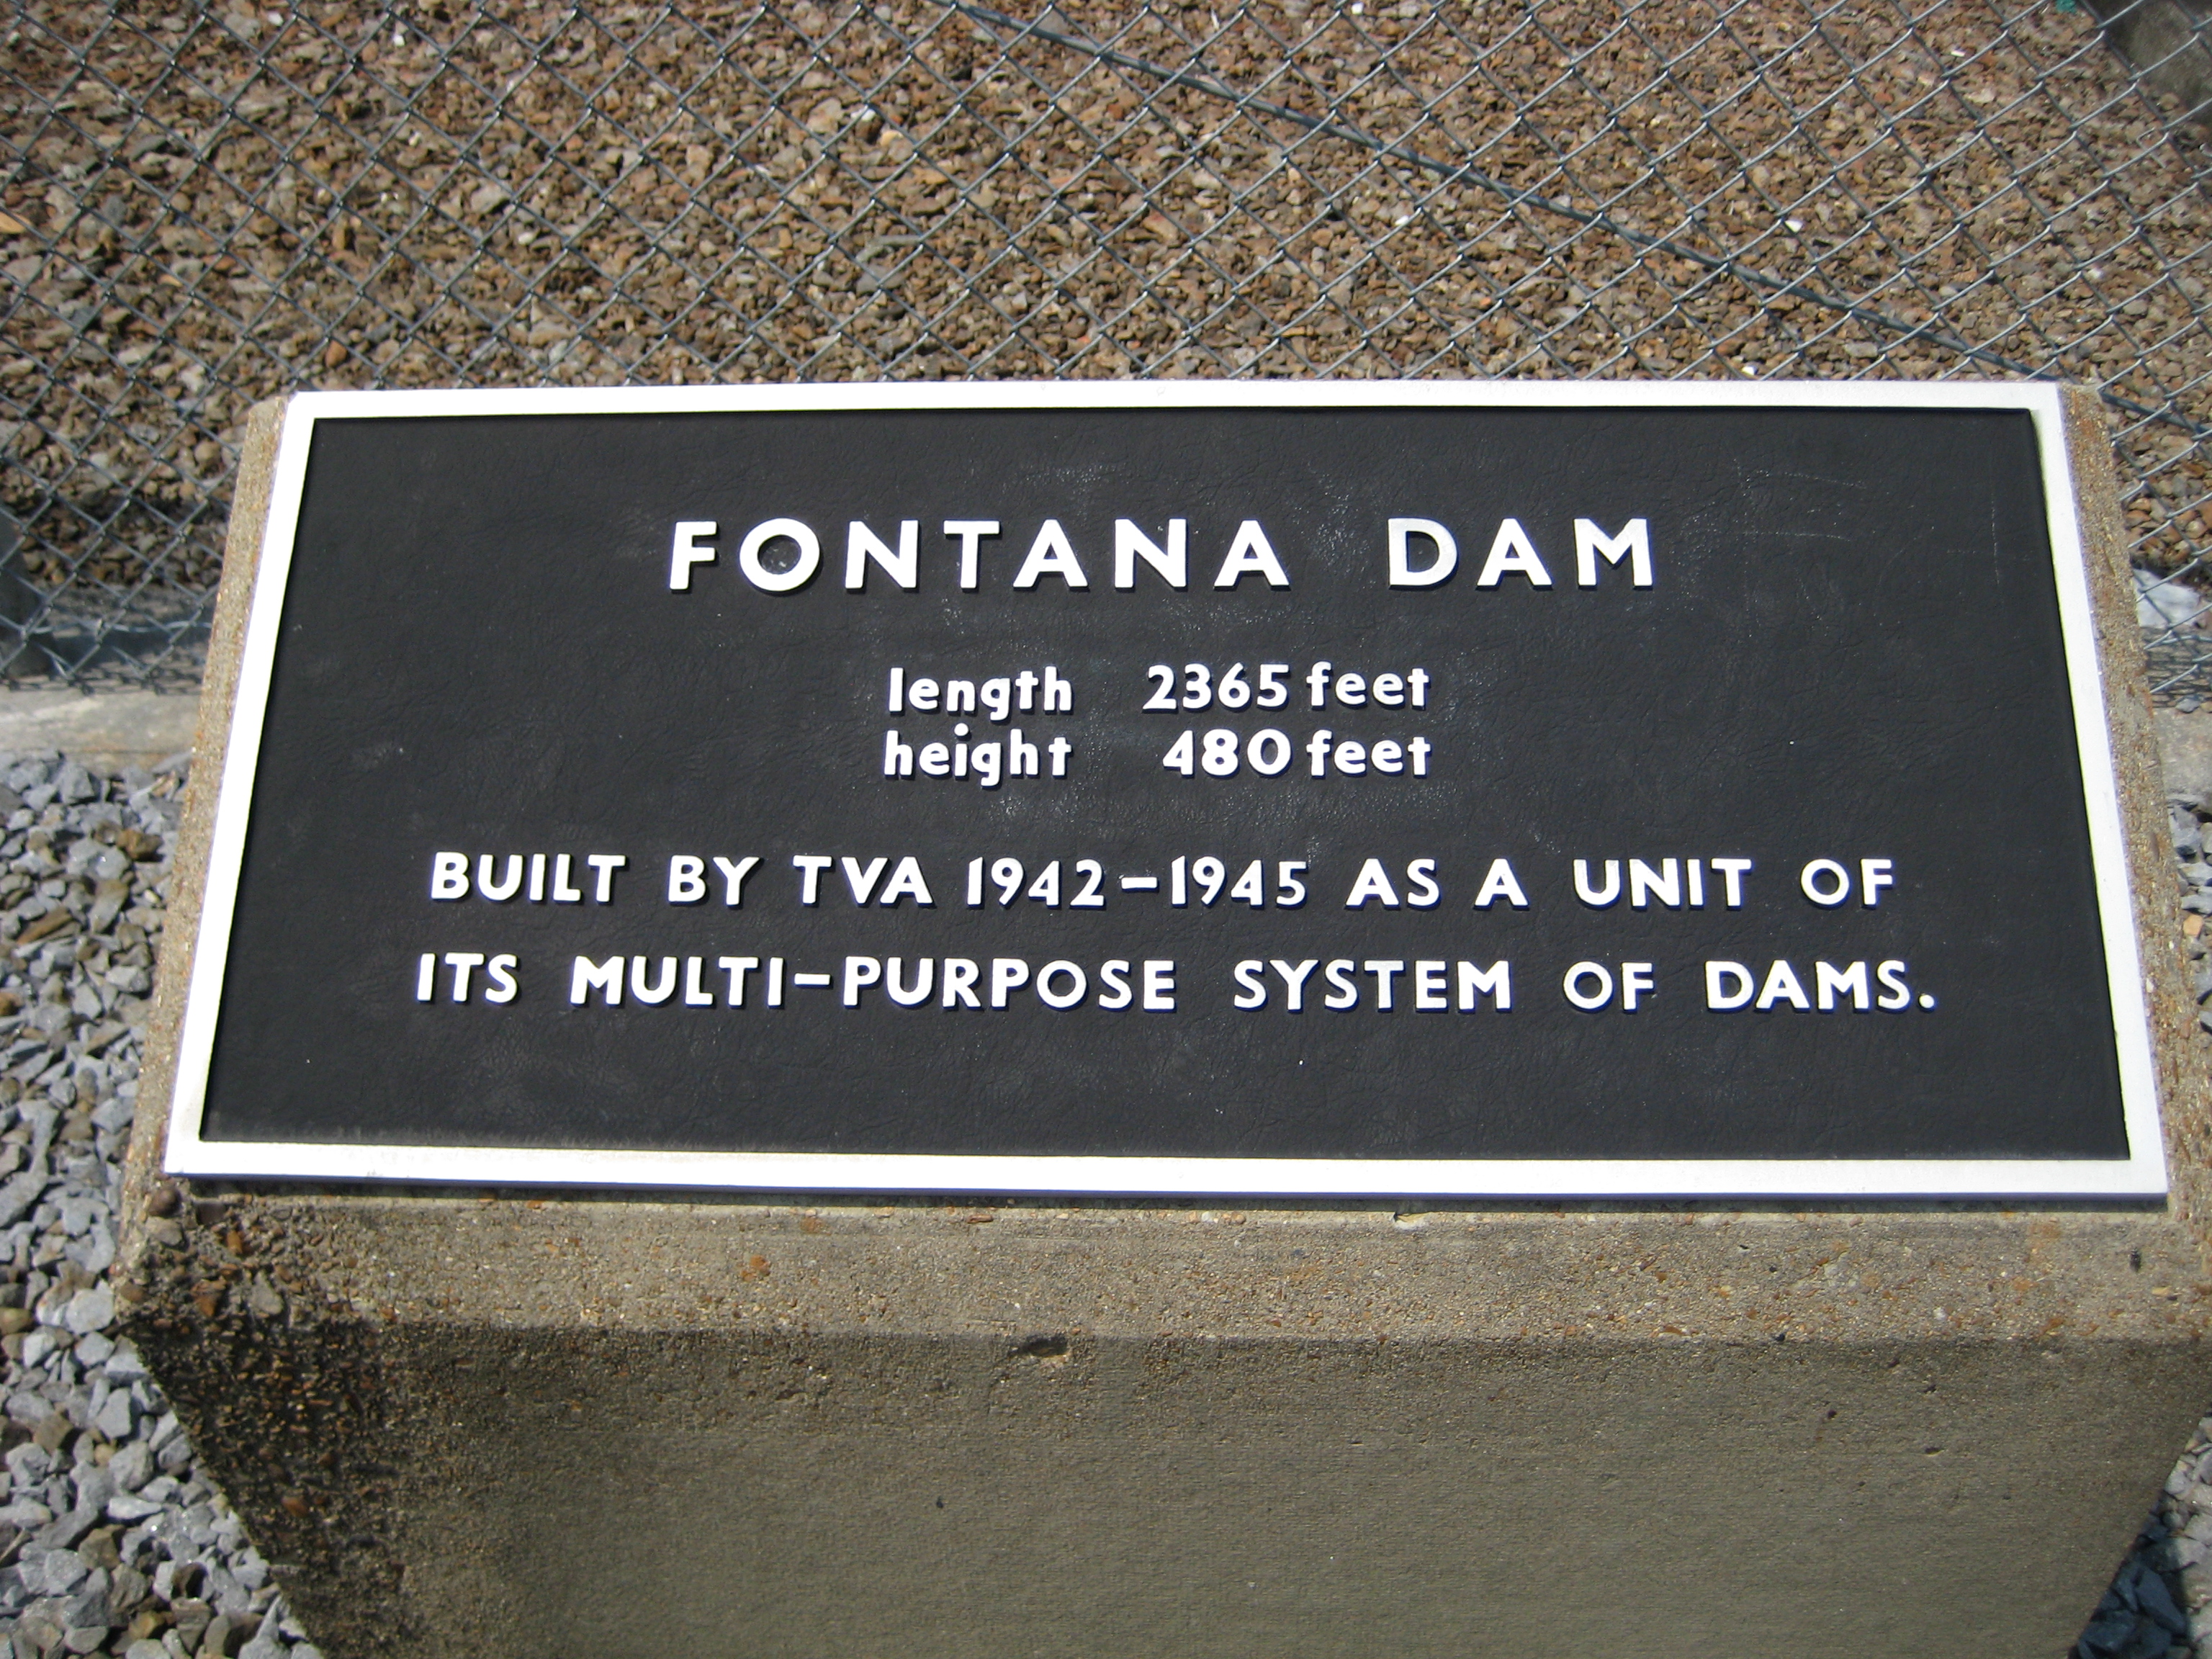 FONTANA DAM
length 2365 feet
height 480 feet
BUILT BY TVA 1942-1945 AS A UNIT OF
ITS MULTI-PURPOSE SYSTEM OF DAMS.